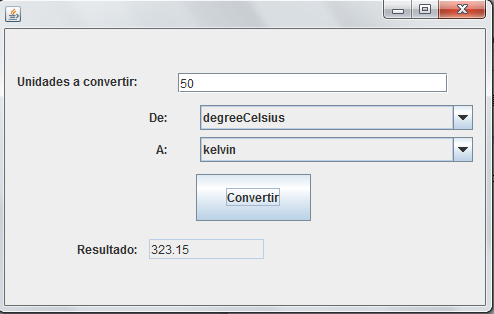 Unidades a convertir: 50
De: degreeCelsius
A: kelvin
Convertir
Resultado: 323.15